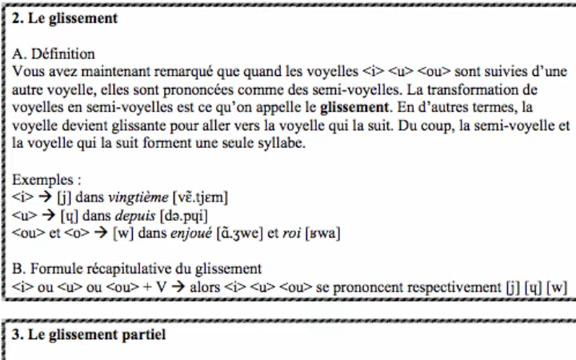 2. Le glissement
A. Définition
Vous avez maintenant remarqué que quand les voyelles <i> <u> <ou> sont suivies d'une
autre voyelle, elles sont prononcées comme des semi-voyelles. La transformation de
voyelles en semi-voyelles est ce qu'on appelle le glissement. En d'autres termes, la
voyelle devient glissante pour aller vers la voyelle qui la suit. Du coup, la semi-voyelle et
la voyelle qui la suit forment une seule syllabe.
Exemples :
<i> → [j] dans vingtième [vɛ̃.tjɛm]
<u> → [ɥ] dans depuis [də.pɥi]
<ou> et <o> → [w] dans enjoué [ɑ̃.ʒwe] et roi [ʁwa]
B. Formule récapitulative du glissement
<i> ou <u> ou <ou> + V → alors <i> <u> <ou> se prononcent respectivement [j] [ɥ] [w]
3. Le glissement partiel